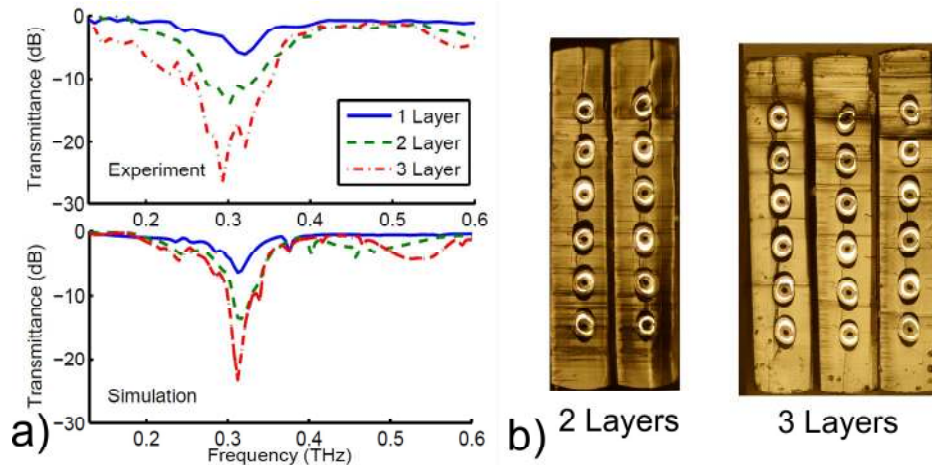 Transmittance (dB)
0
−10
−20
−30
0.2
0.3
0.4
0.5
0.6
Experiment
1 Layer
2 Layer
3 Layer
Transmittance (dB)
0
−10
−20
−30
0.2
0.3
0.4
0.5
0.6
Simulation
Frequency (THz)
a)
b)
2 Layers
3 Layers